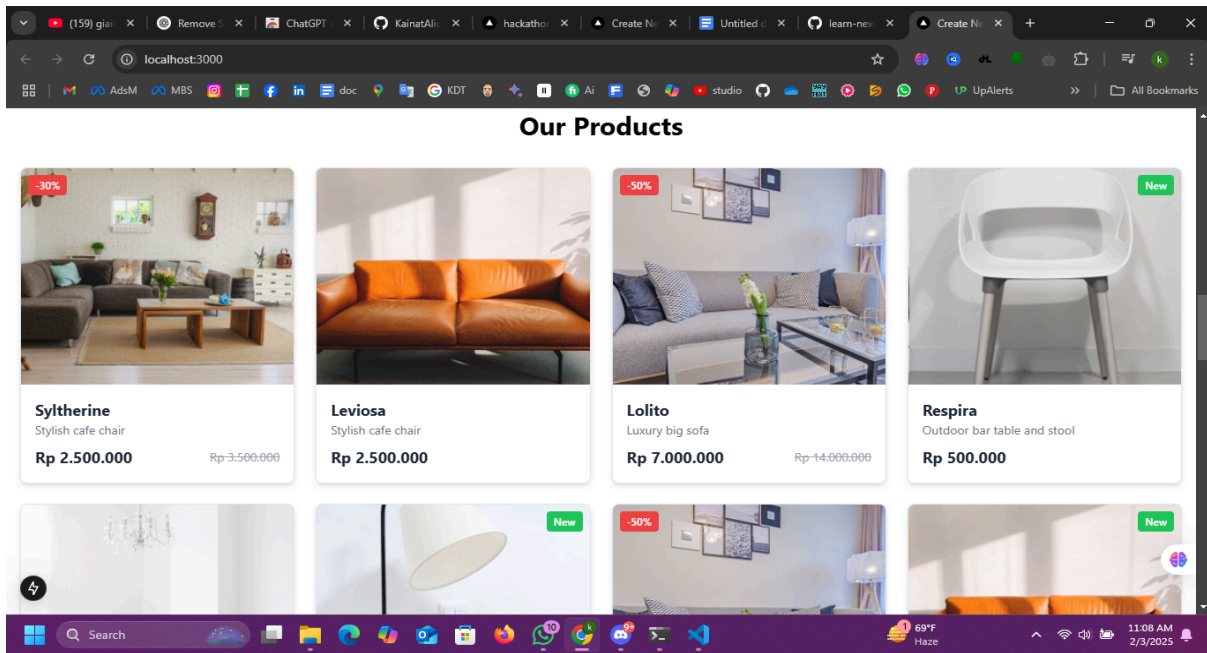 (159) giai
Remove S
ChatGPT
KainatAli
hackatho
Create Ne
Untitled d
learn-nex
Create Ne
localhost:3000
k
AdsM
MBS
doc
KDT
Ai
studio
UpAlerts
All Bookmarks
Our Products
-30%
-50%
New
Syltherine
Leviosa
Lolito
Respira
Stylish cafe chair
Stylish cafe chair
Luxury big sofa
Outdoor bar table and stool
Rp 2.500.000 Rp 3.500.000
Rp 2.500.000
Rp 7.000.000 Rp 14.000.000
Rp 500.000
New
-50%
New
Search
10
9+
1
69°F
Haze
11:08 AM
2/3/2025